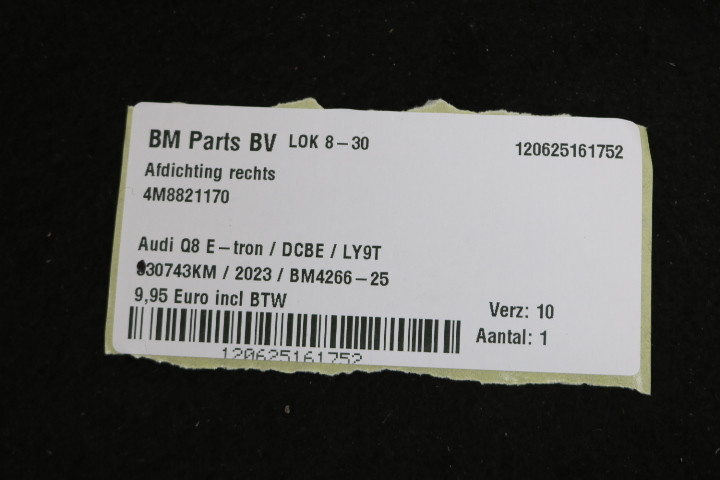 BM Parts BV LOK 8-30 120625161752
Afdichting rechts
4M8821170
Audi Q8 E-tron / DCBE / LY9T
30743KM / 2023 / BM4266-25
9,95 Euro incl BTW
Verz: 10
Aantal: 1
120625161752